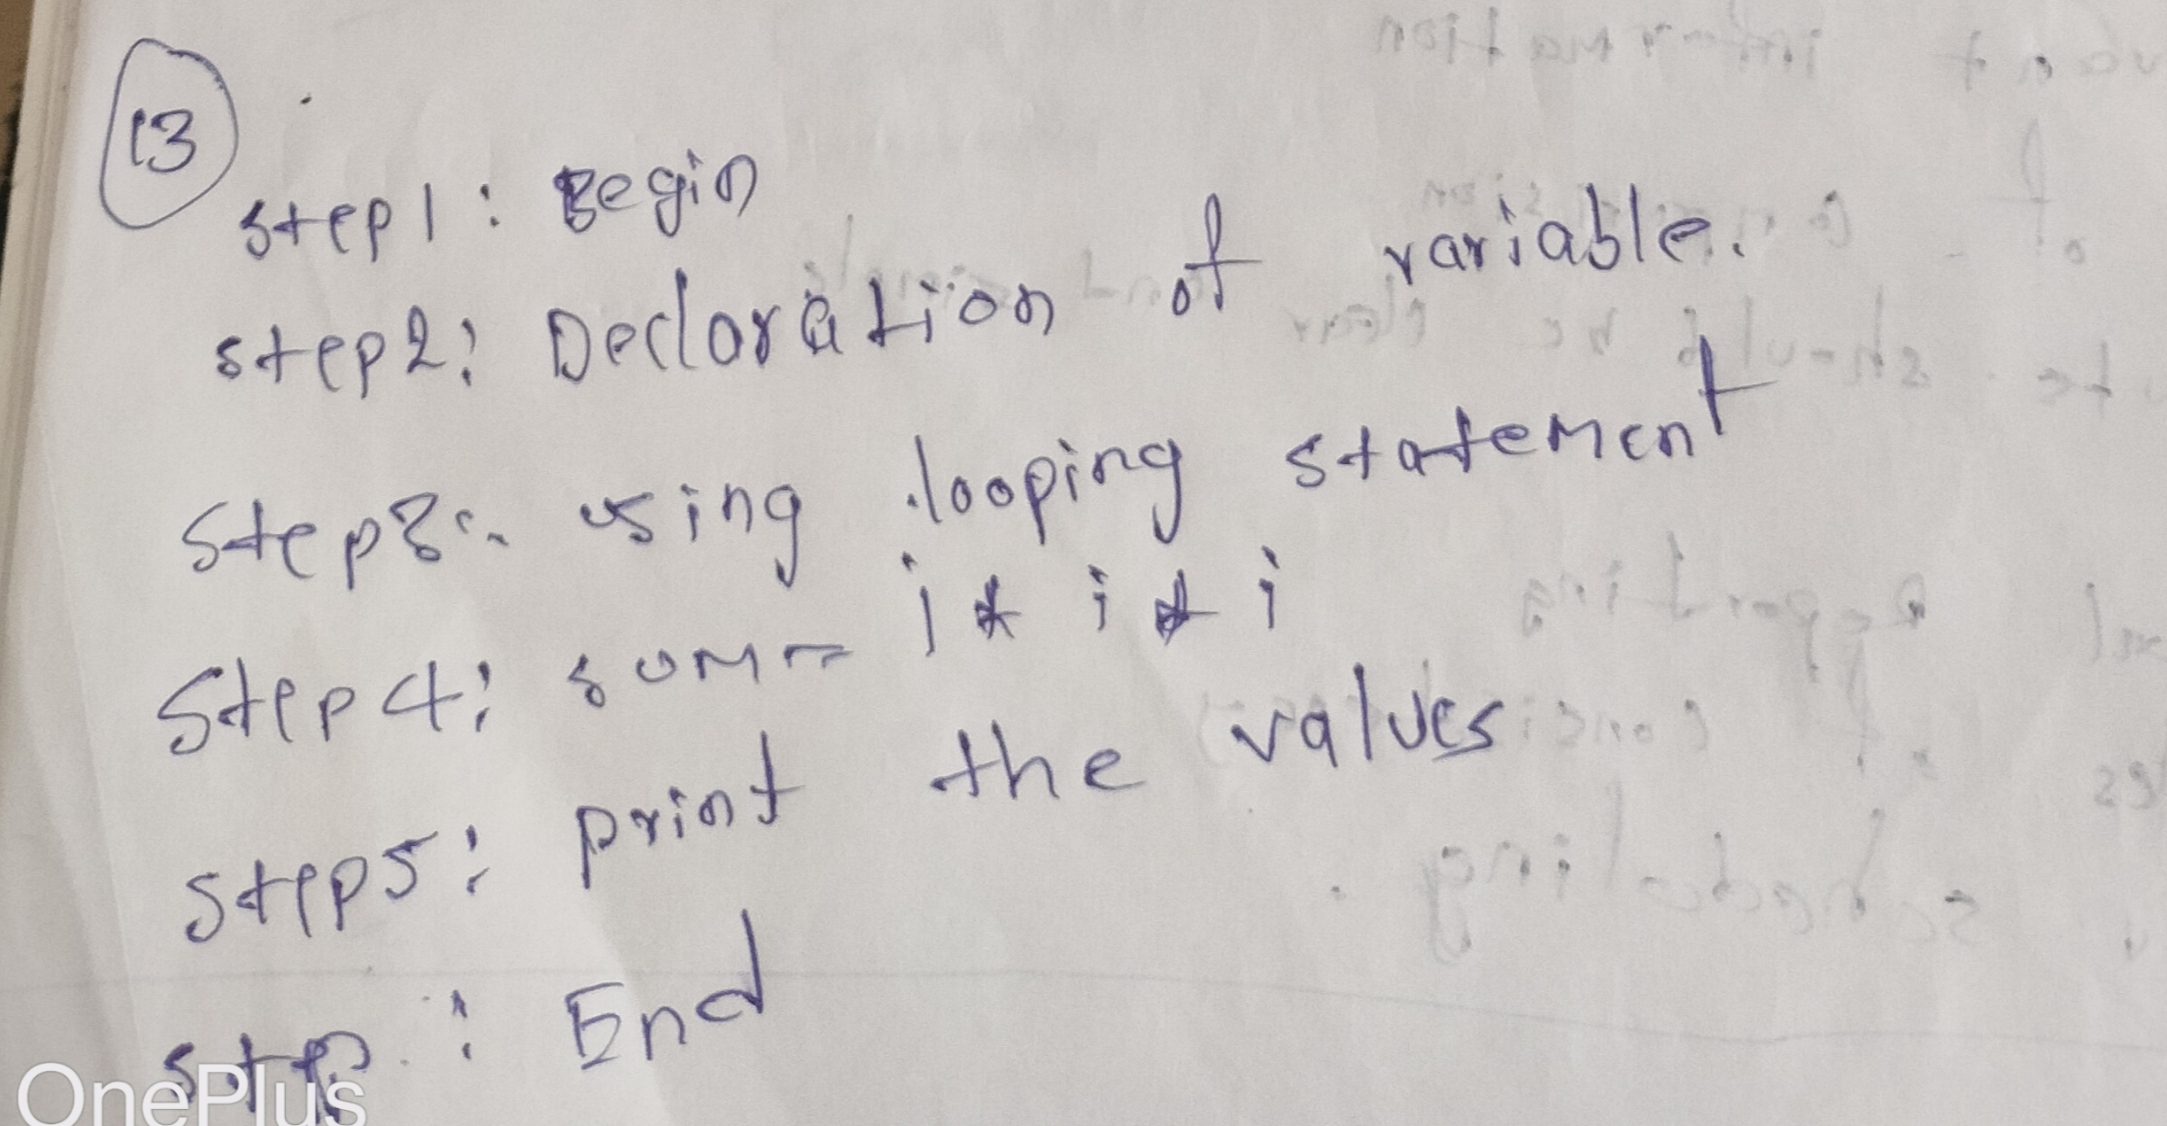 13
Step1: Begin
Step2: Declaration of variable.
Step3: using looping statement
Step4: sum = i * i * i
Step5: print the values
Step : End
OnePlus